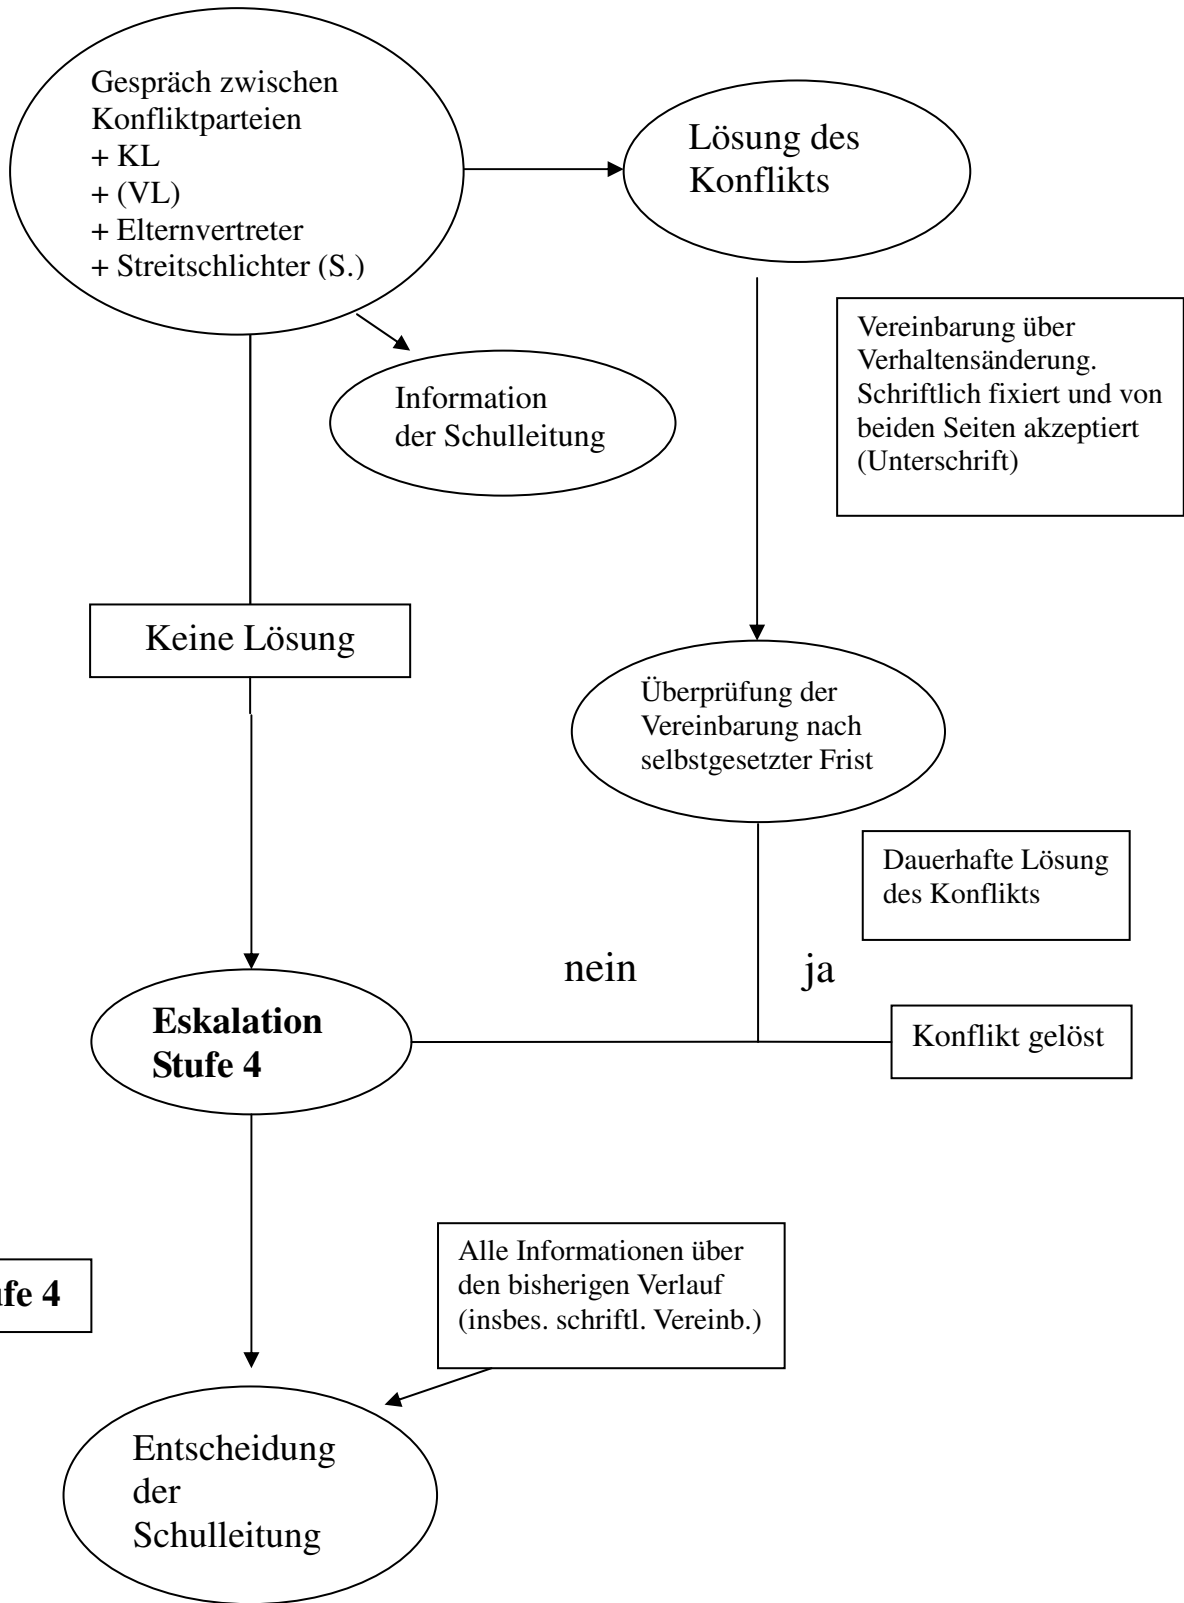 Gespräch zwischen
Konfliktparteien
+ KL
+ (VL)
+ Elternvertreter
+ Streitschlichter (S.)
Lösung des
Konflikts
Information
der Schulleitung
Vereinbarung über
Verhaltensänderung.
Schriftlich fixiert und von
beiden Seiten akzeptiert
(Unterschrift)
Keine Lösung
Überprüfung der
Vereinbarung nach
selbstgesetzter Frist
Dauerhafte Lösung
des Konflikts
nein
ja
Eskalation
Stufe 4
Konflikt gelöst
Alle Informationen über
den bisherigen Verlauf
(insbes. schriftl. Vereinb.)
ufe 4
Entscheidung
der
Schulleitung